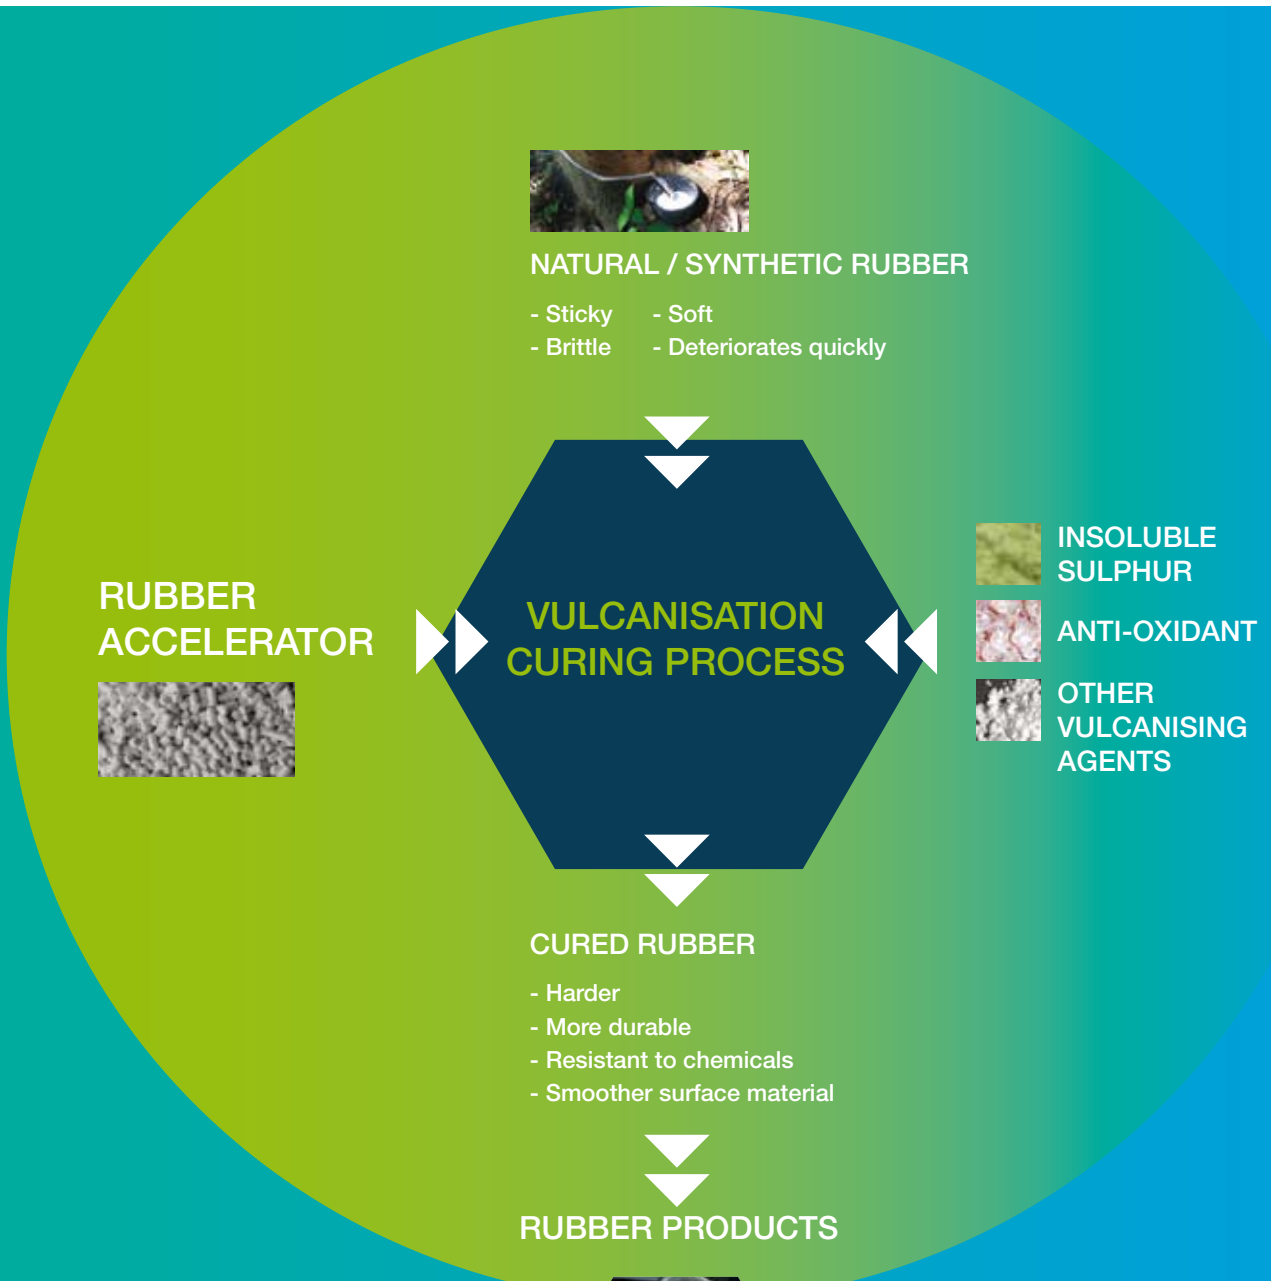 NATURAL / SYNTHETIC RUBBER
- Sticky - Soft
- Brittle - Deteriorates quickly
RUBBER
ACCELERATOR
VULCANISATION
CURING PROCESS
INSOLUBLE
SULPHUR
ANTI-OXIDANT
OTHER
VULCANISING
AGENTS
CURED RUBBER
- Harder
- More durable
- Resistant to chemicals
- Smoother surface material
RUBBER PRODUCTS